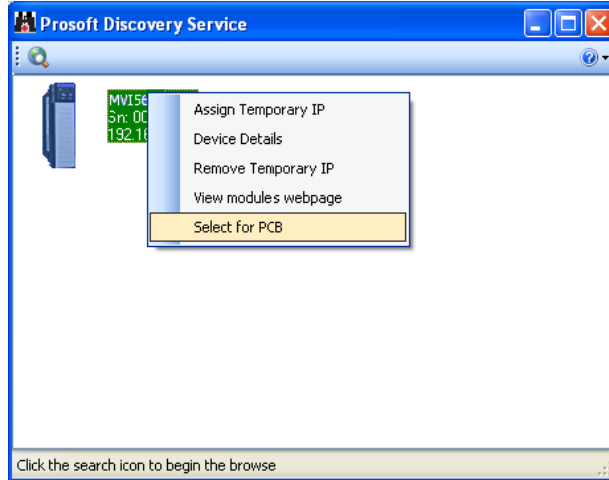 Prosoft Discovery Service
MVI56
Sn: 00
192.16
Assign Temporary IP
Device Details
Remove Temporary IP
View modules webpage
Select for PCB
Click the search icon to begin the browse